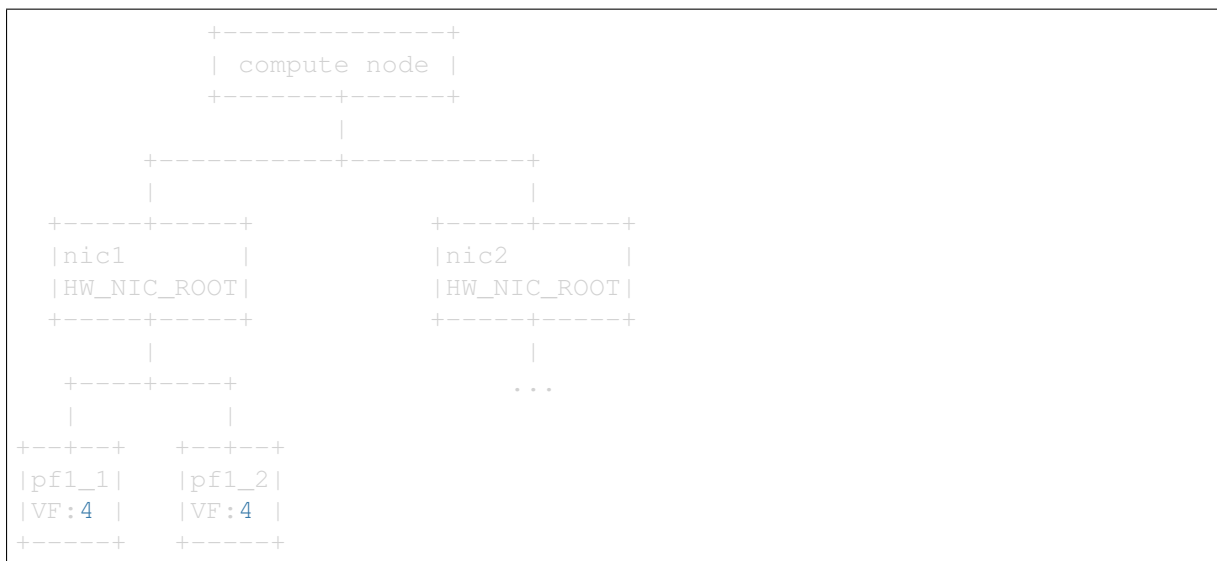 +--------------+
| compute node |
+-------+------+
|
+-----------+-----------+
| |
+-----+-----+ +-----+-----+
|nic1 | |nic2 |
|HW_NIC_ROOT| |HW_NIC_ROOT|
+-----+-----+ +-----+-----+
| |
+----+----+ ...
| |
+--+--+ +--+--+
|pf1_1| |pf1_2|
|VF:4 | |VF:4 |
+-----+ +-----+